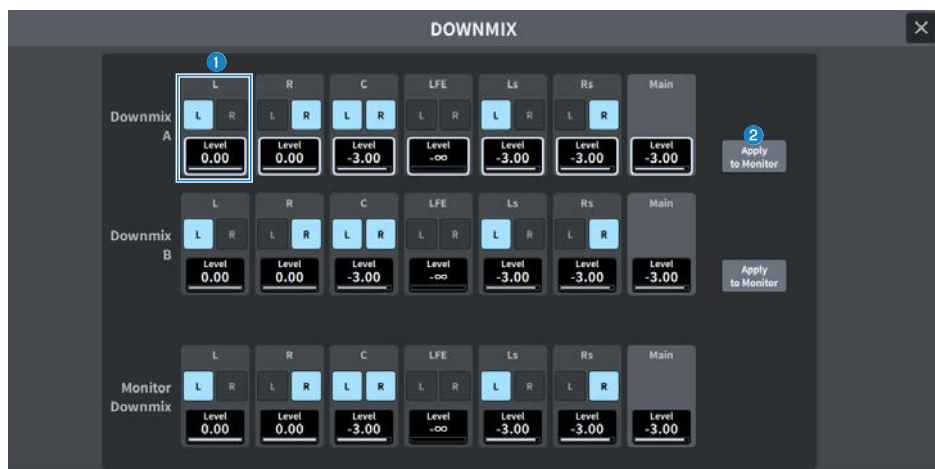 DOWNMIX
×
1
L R C LFE Ls Rs Main
Downmix
A
L R L R L R L R L R L R
2
Level Level Level Level Level Level Level
0.00 0.00 -3.00 -∞ -3.00 -3.00 -3.00
Apply
to Monitor
L R C LFE Ls Rs Main
Downmix
B
L R L R L R L R L R L R
Level Level Level Level Level Level Level
0.00 0.00 -3.00 -∞ -3.00 -3.00 -3.00
Apply
to Monitor
L R C LFE Ls Rs Main
Monitor
Downmix
L R L R L R L R L R L R
Level Level Level Level Level Level Level
0.00 0.00 -3.00 -∞ -3.00 -3.00 -3.00